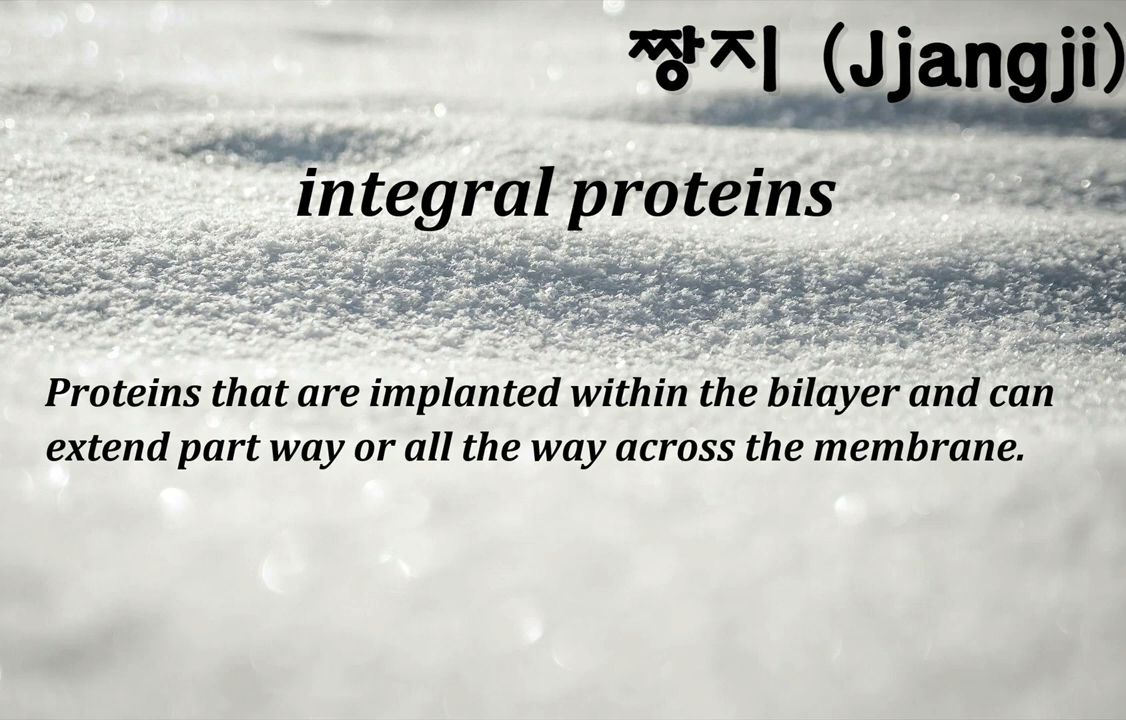 짱지 (Jjangji)
integral proteins
Proteins that are implanted within the bilayer and can
extend part way or all the way across the membrane.